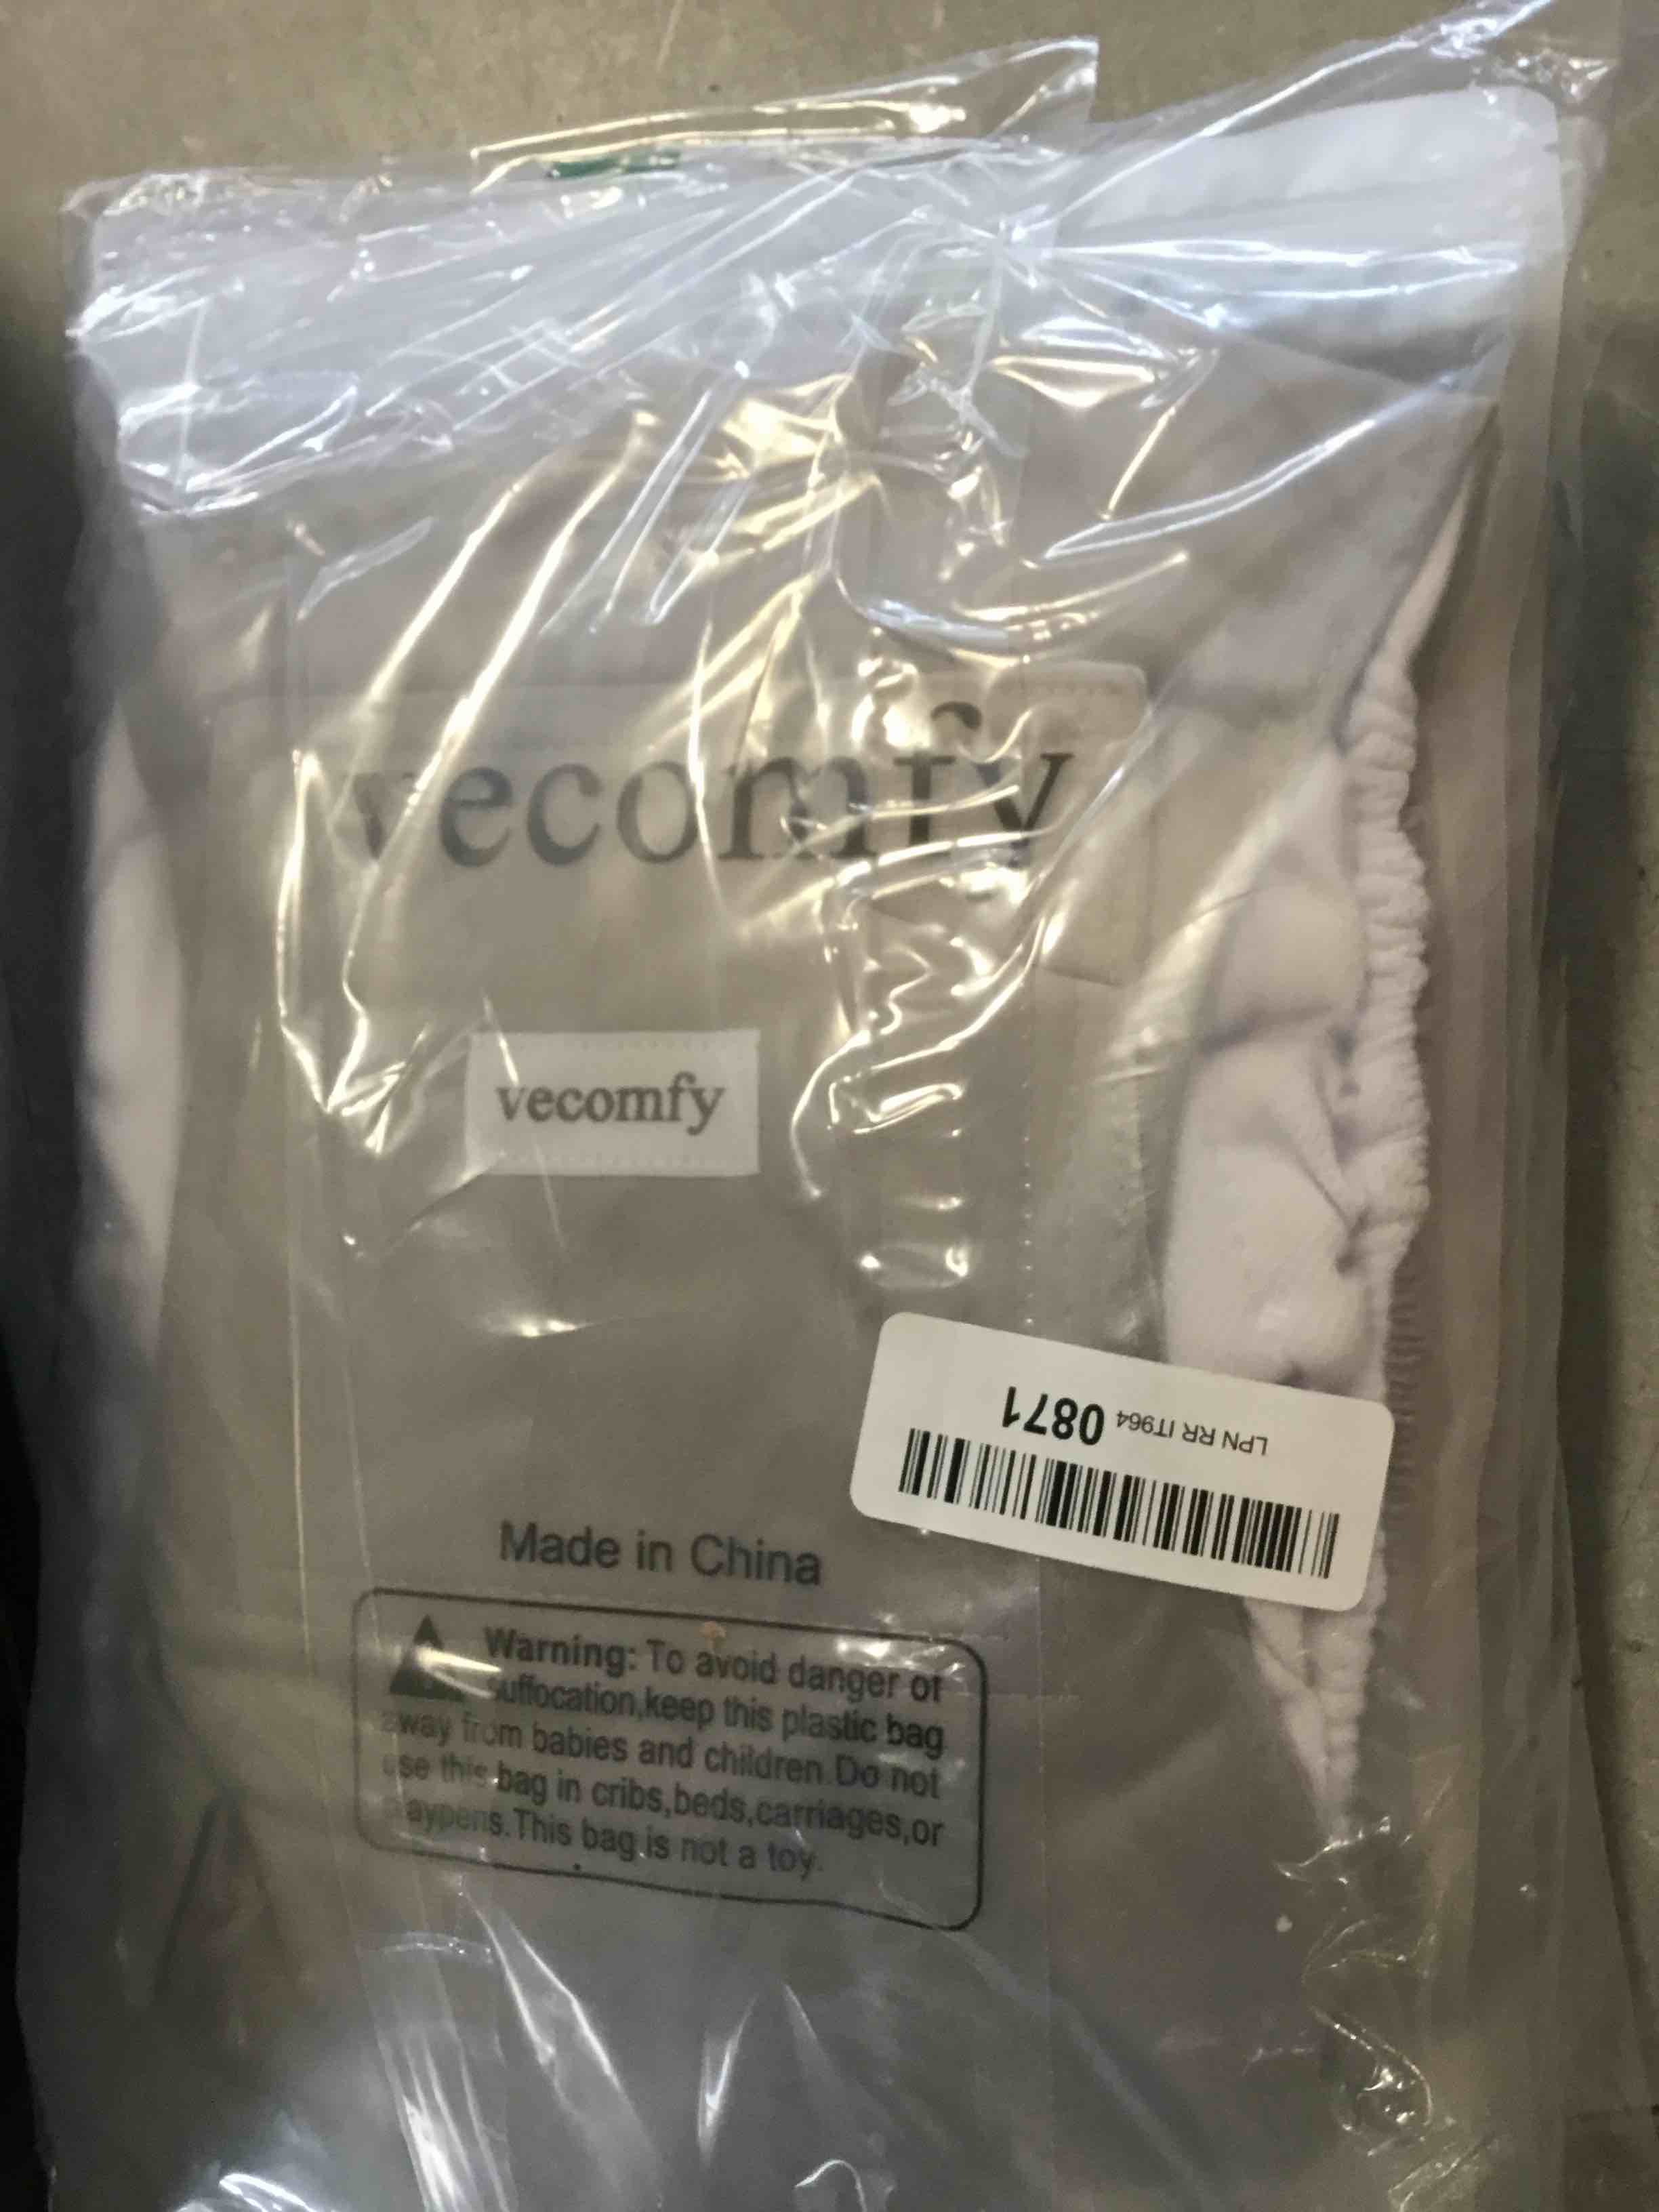 vecomfy
vecomfy
LPN RR IT964 0871
Made in China
Warning: To avoid danger of
suffocation,keep this plastic bag
away from babies and children.Do not
use this bag in cribs,beds,carriages,or
playpens.This bag is not a toy.